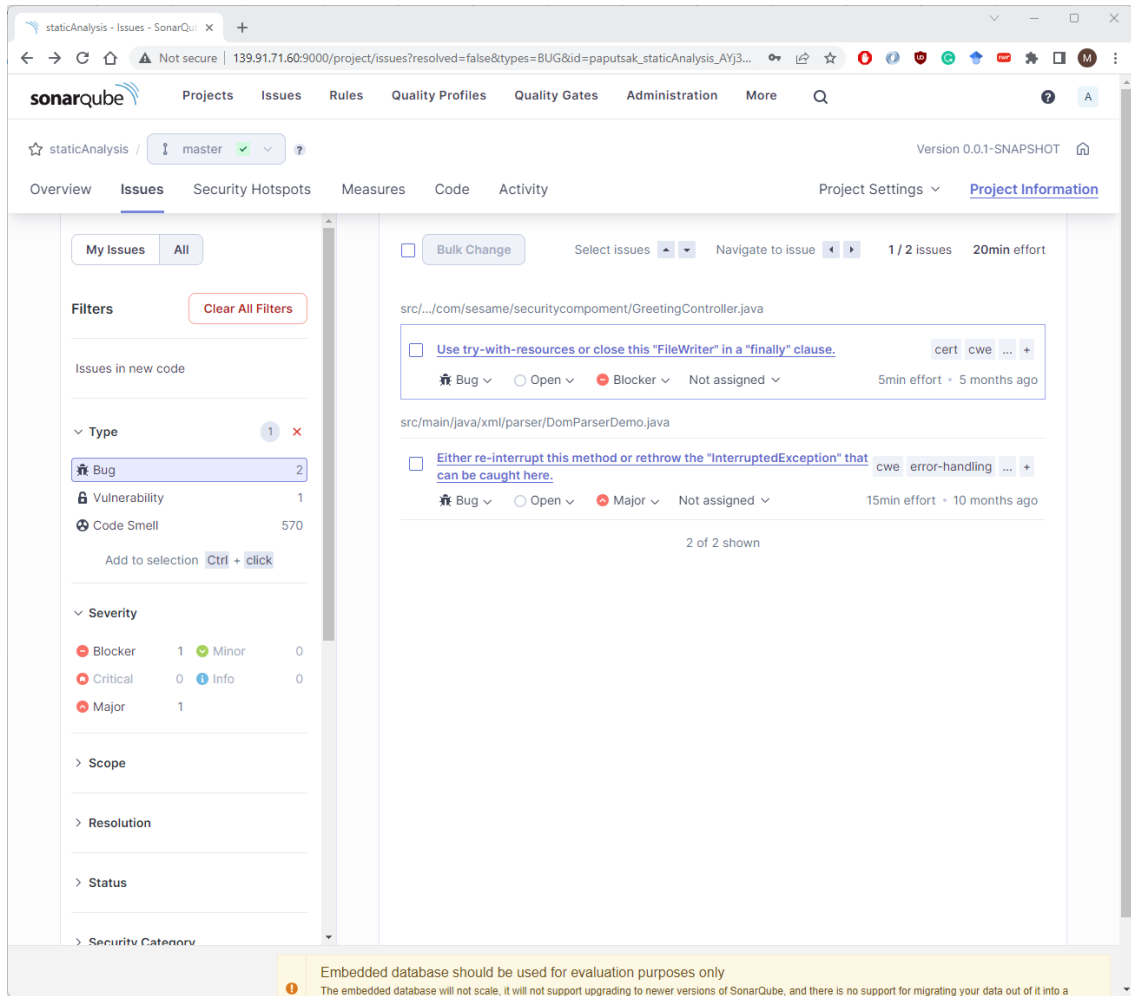 staticAnalysis - Issues - SonarQu
Not secure | 139.91.71.60:9000/project/issues?resolved=false&types=BUG&id=paputsak_staticAnalysis_AYj3...
sonarqube Projects Issues Rules Quality Profiles Quality Gates Administration More ? A
staticAnalysis / master ? Version 0.0.1-SNAPSHOT
Overview Issues Security Hotspots Measures Code Activity Project Settings Project Information
My Issues All
Bulk Change Select issues Navigate to issue 1 / 2 issues 20min effort
Filters Clear All Filters
Issues in new code
Type 1
Bug 2
Vulnerability 1
Code Smell 570
Add to selection Ctrl + click
Severity
Blocker 1 Minor 0
Critical 0 Info 0
Major 1
Scope
Resolution
Status
Security Category
src/.../com/sesame/securitycompoment/GreetingController.java
Use try-with-resources or close this "FileWriter" in a "finally" clause. cert cwe ... +
Bug Open Blocker Not assigned 5min effort • 5 months ago
src/main/java/xml/parser/DomParserDemo.java
Either re-interrupt this method or rethrow the "InterruptedException" that
can be caught here. cwe error-handling ... +
Bug Open Major Not assigned 15min effort • 10 months ago
2 of 2 shown
Embedded database should be used for evaluation purposes only
The embedded database will not scale, it will not support upgrading to newer versions of SonarQube, and there is no support for migrating your data out of it into a